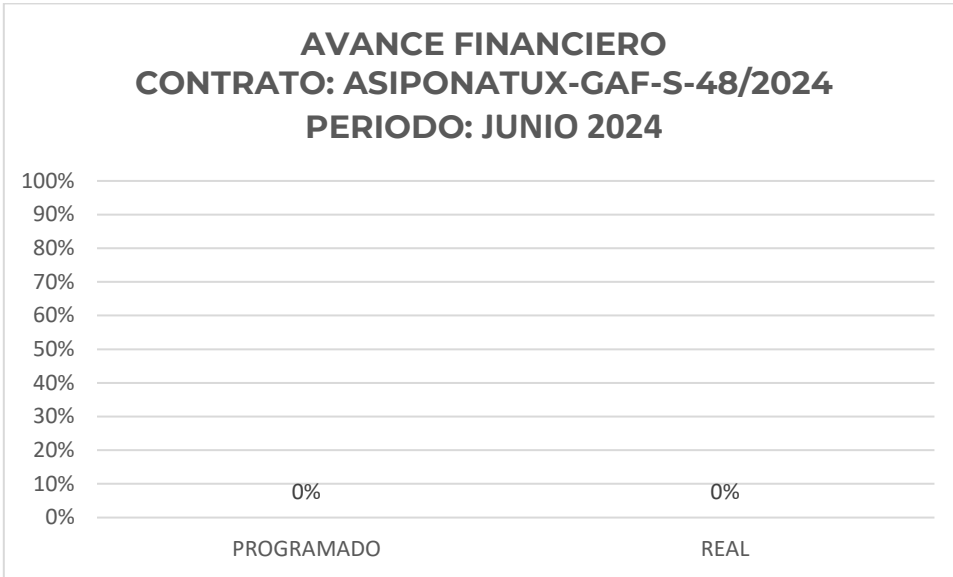 AVANCE FINANCIERO
CONTRATO: ASIPONATUX-GAF-S-48/2024
PERIODO: JUNIO 2024
100%
90%
80%
70%
60%
50%
40%
30%
20%
10%
0%
0%
0%
PROGRAMADO
REAL